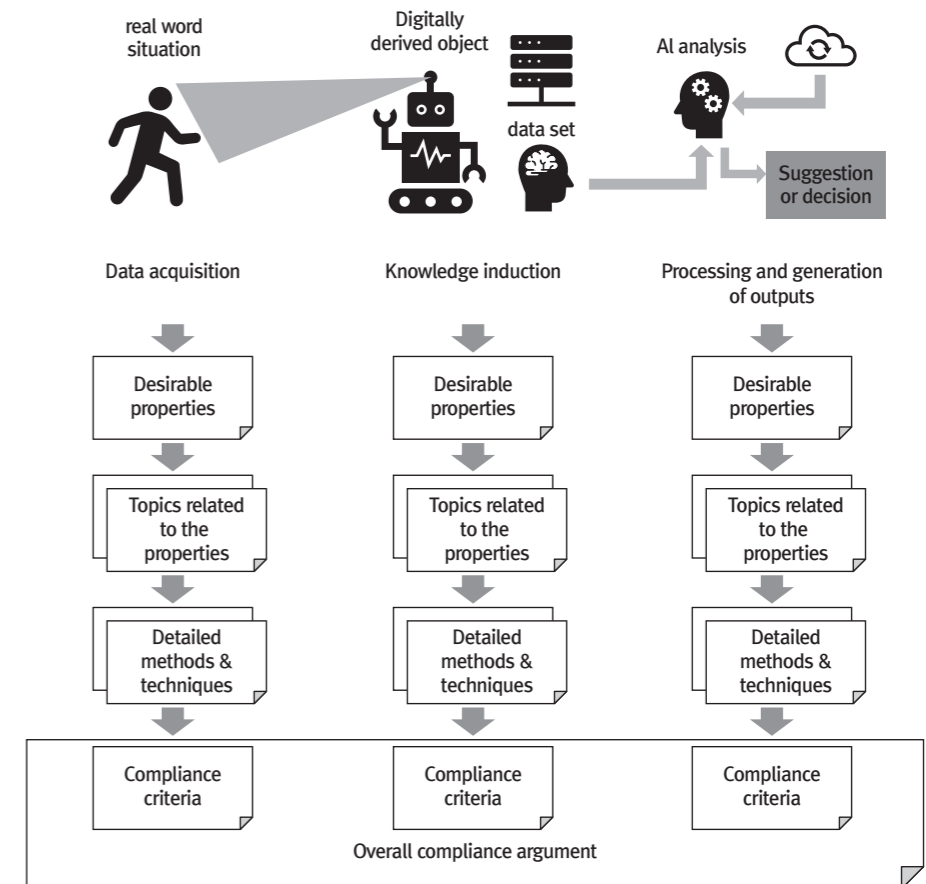 real word
situation
Digitally
derived object
data set
AI analysis
Suggestion
or decision
Data acquisition
Knowledge induction
Processing and generation
of outputs
Desirable
properties
Desirable
properties
Desirable
properties
Topics related
to the
properties
Topics related
to the
properties
Topics related
to the
properties
Detailed
methods &
techniques
Detailed
methods &
techniques
Detailed
methods &
techniques
Compliance
criteria
Compliance
criteria
Compliance
criteria
Overall compliance argument